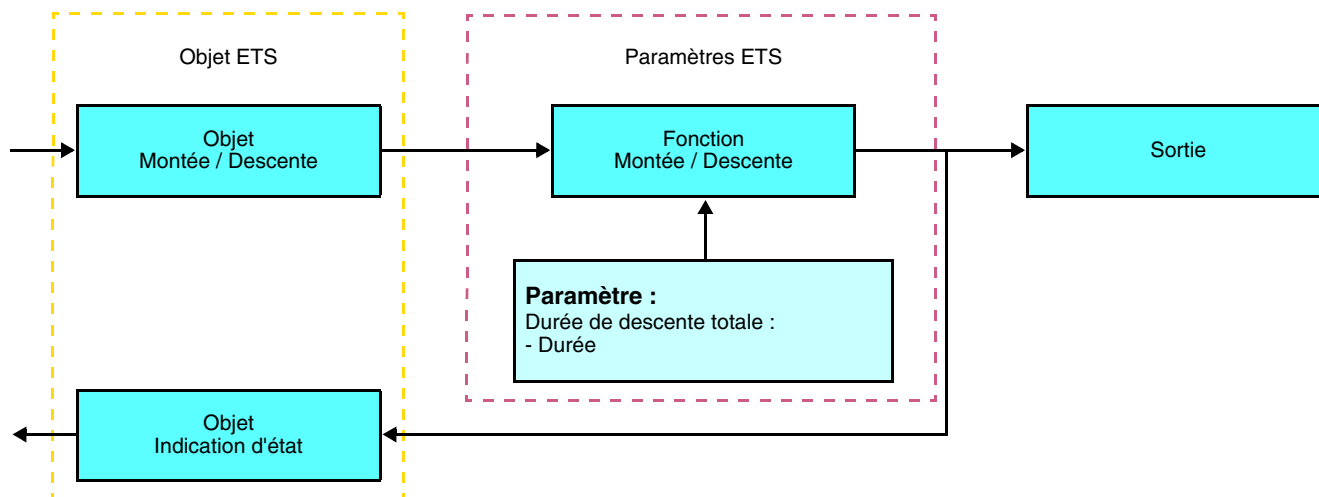 Objet ETS
Paramètres ETS
Objet
Montée / Descente
Fonction
Montée / Descente
Sortie
Paramètre :
Durée de descente totale :
- Durée
Objet
Indication d'état